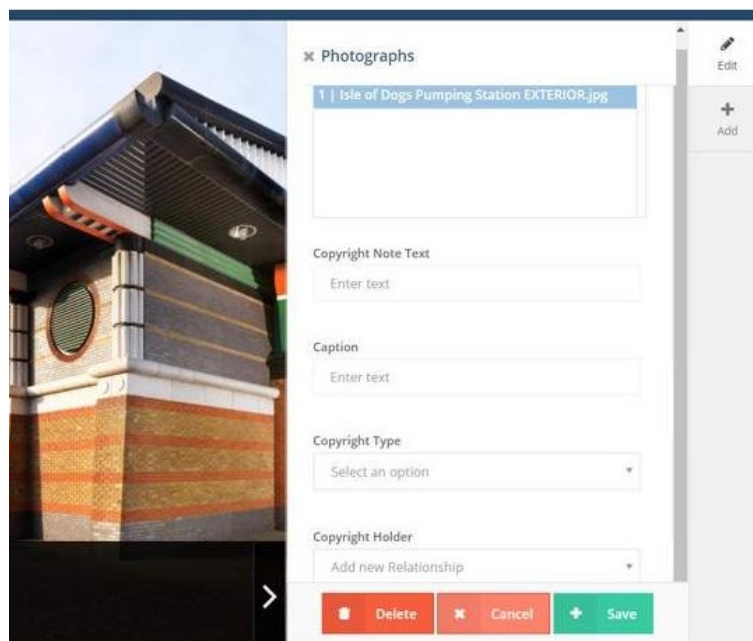 Photographs
1 | Isle of Dogs Pumping Station EXTERIOR.jpg
Copyright Note Text
Enter text
Caption
Enter text
Copyright Type
Select an option
Copyright Holder
Add new Relationship
Delete
Cancel
Save
Edit
Add